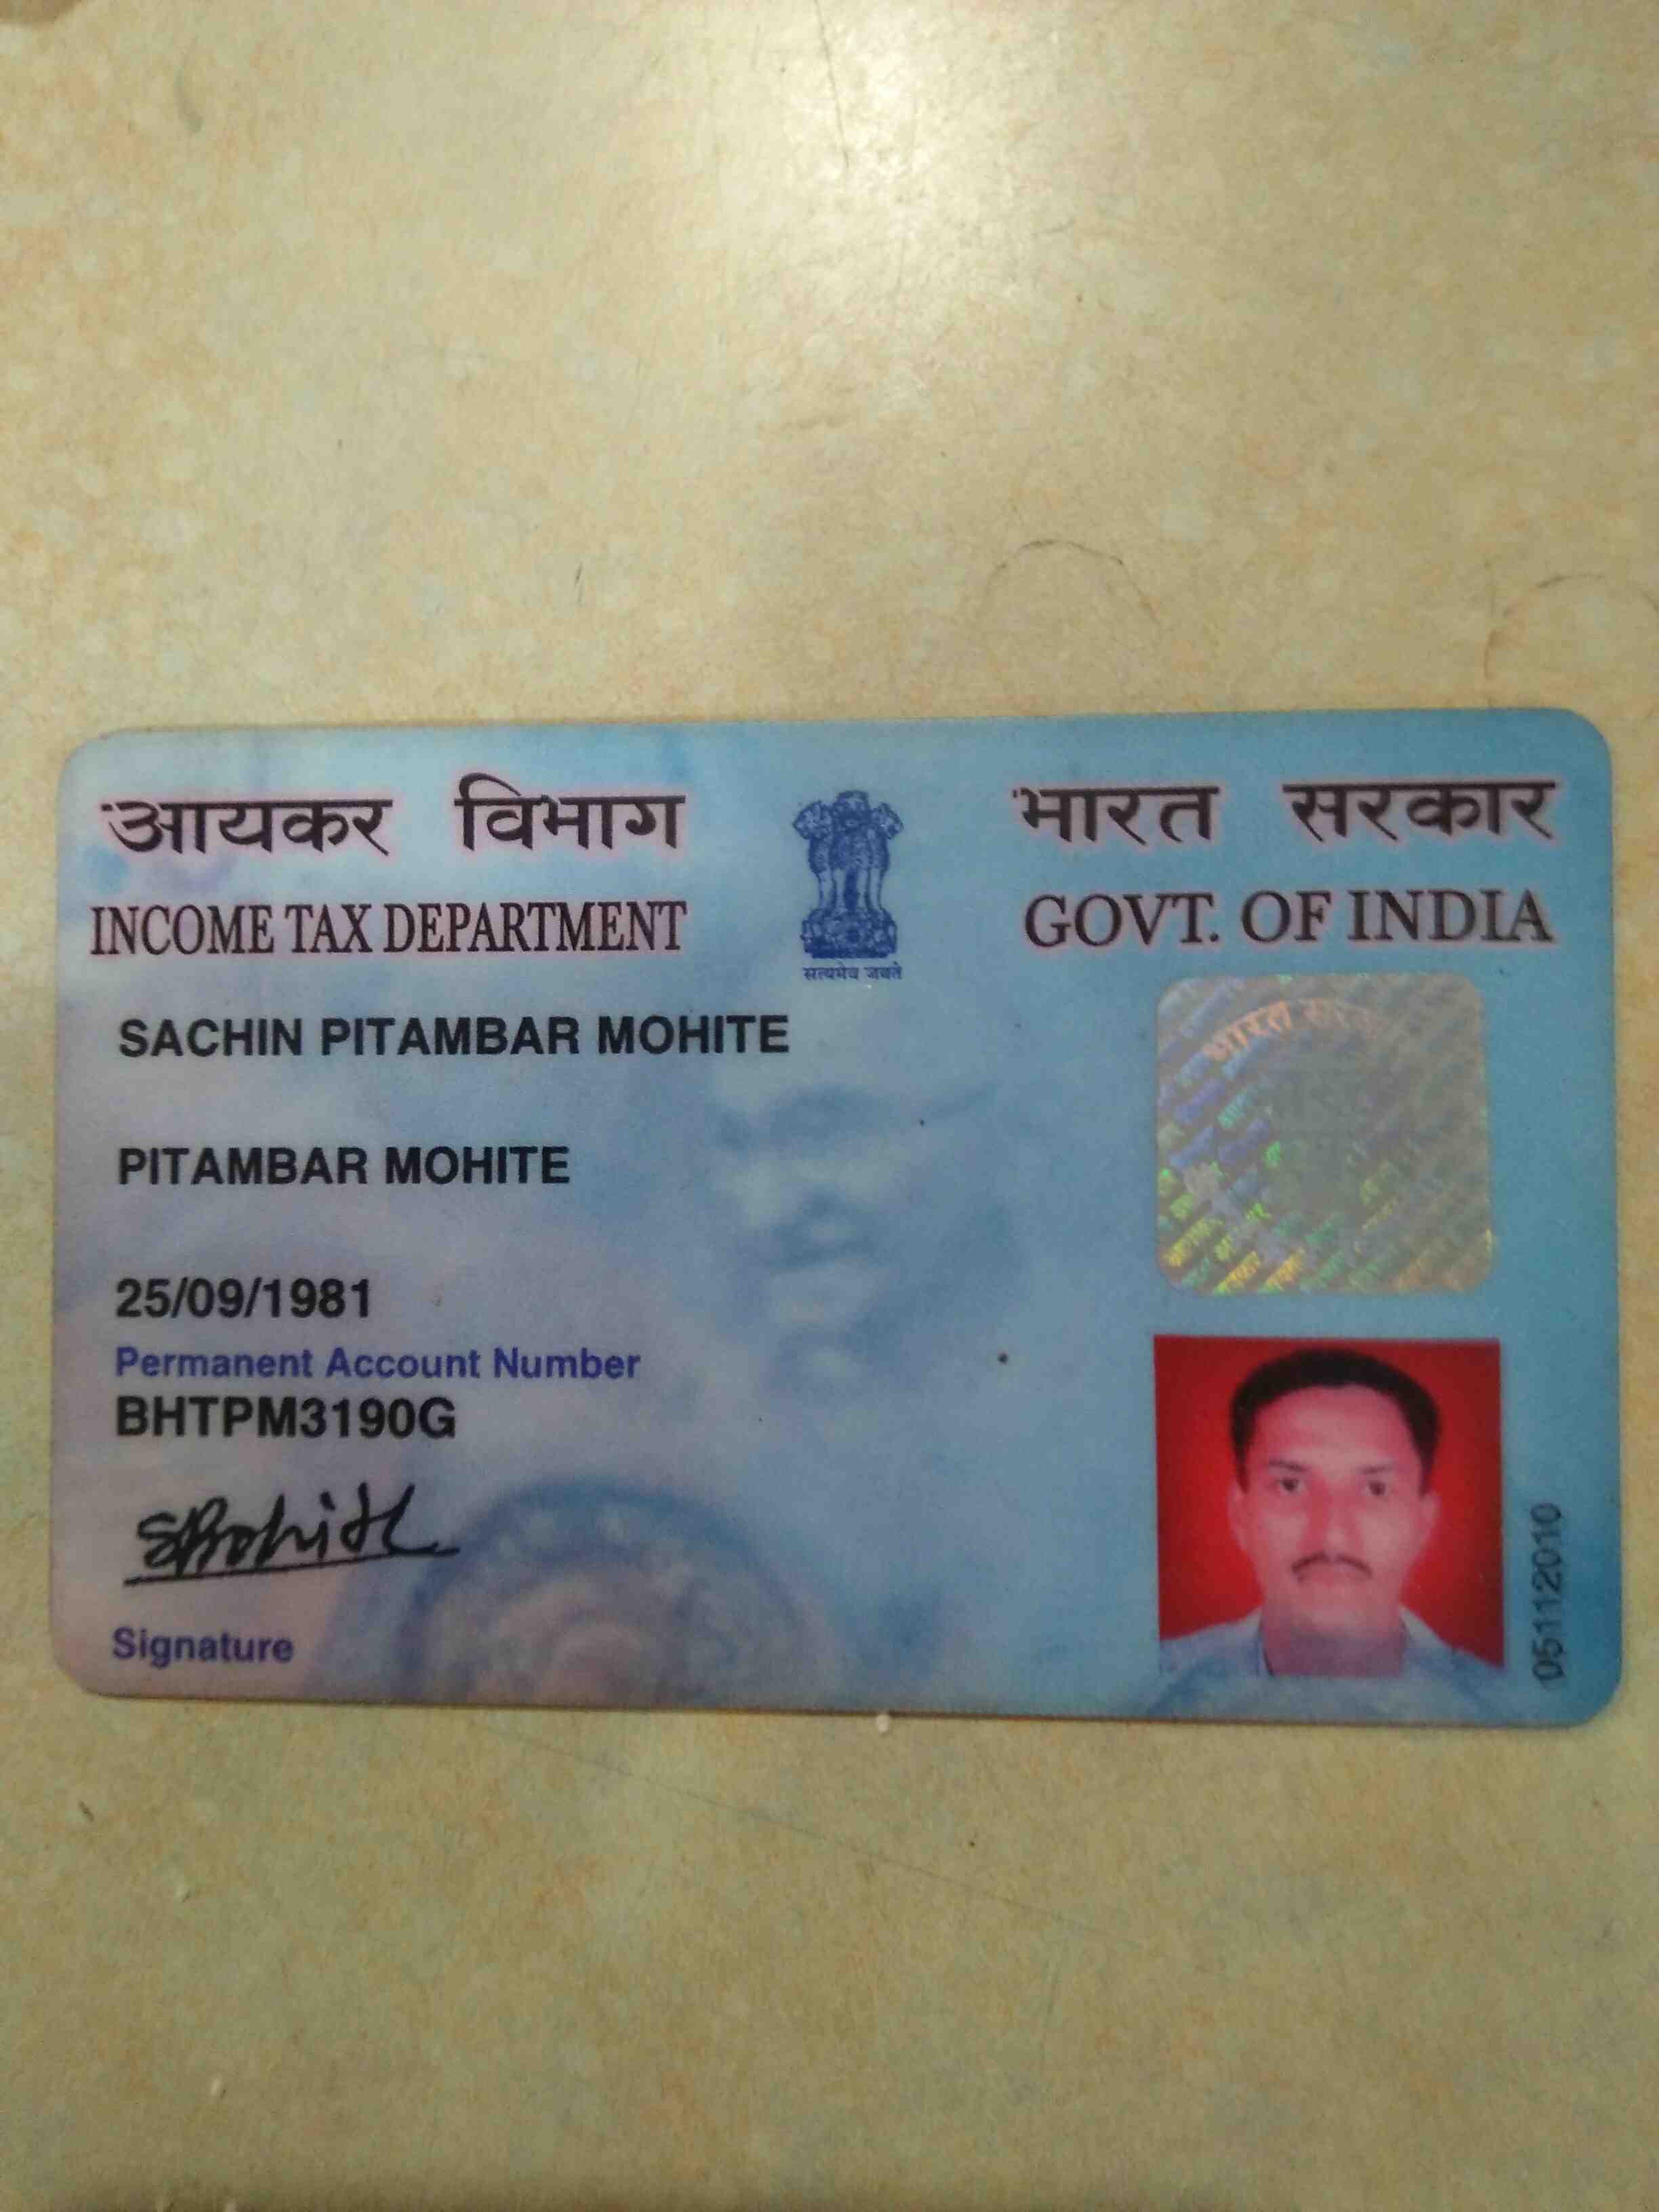 आयकर विभाग
INCOME TAX DEPARTMENT
सत्यमेव जयते
भारत सरकार
GOVT. OF INDIA
SACHIN PITAMBAR MOHITE
PITAMBAR MOHITE
25/09/1981
Permanent Account Number
BHTPM3190G
Signature
भारत
05112010